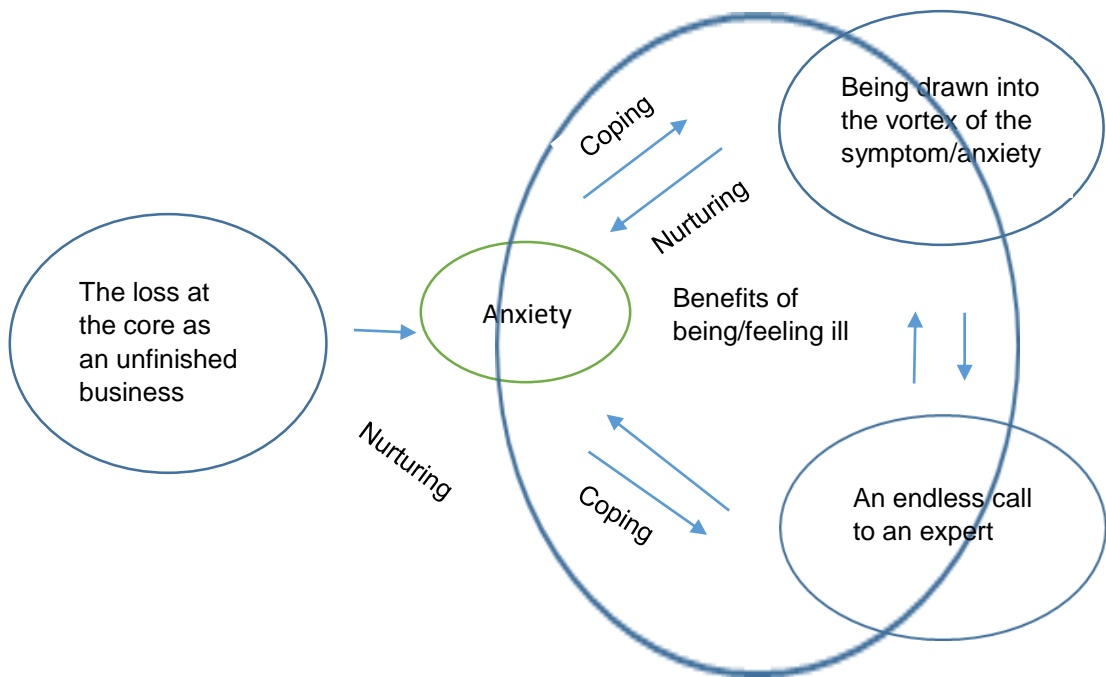 The loss at
the core as
an unfinished
business
Nurturing
Anxiety
Coping
Nurturing
Being drawn into
the vortex of the
symptom/anxiety
Benefits of
being/feeling ill
Coping
An endless call
to an expert